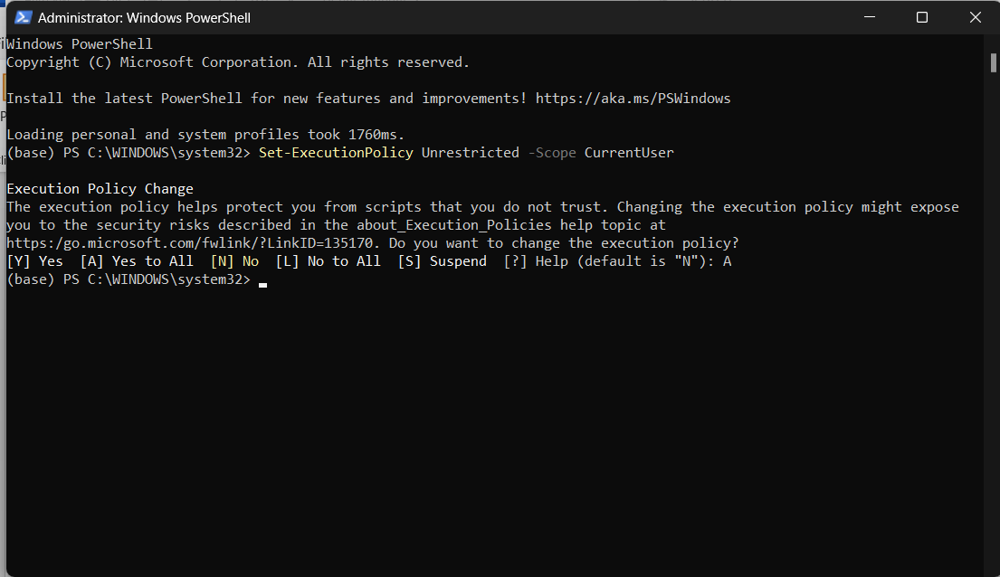 Administrator: Windows PowerShell
Windows PowerShell
Copyright (C) Microsoft Corporation. All rights reserved.
Install the latest PowerShell for new features and improvements! https://aka.ms/PSWindows
Loading personal and system profiles took 1760ms.
(base) PS C:\WINDOWS\system32> Set-ExecutionPolicy Unrestricted -Scope CurrentUser
Execution Policy Change
The execution policy helps protect you from scripts that you do not trust. Changing the execution policy might expose
you to the security risks described in the about_Execution_Policies help topic at
https:/go.microsoft.com/fwlink/?LinkID=135170. Do you want to change the execution policy?
[Y] Yes  [A] Yes to All  [N] No  [L] No to All  [S] Suspend  [?] Help (default is "N"): A
(base) PS C:\WINDOWS\system32>